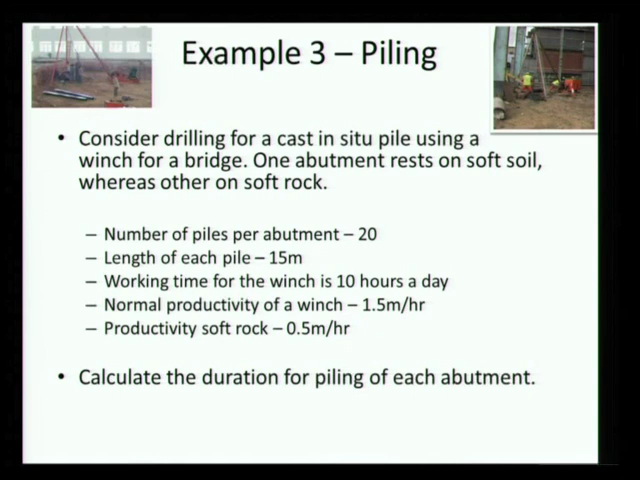 Example 3 – Piling
• Consider drilling for a cast in situ pile using a
winch for a bridge. One abutment rests on soft soil,
whereas other on soft rock.
– Number of piles per abutment – 20
– Length of each pile – 15m
– Working time for the winch is 10 hours a day
– Normal productivity of a winch – 1.5m/hr
– Productivity soft rock – 0.5m/hr
• Calculate the duration for piling of each abutment.